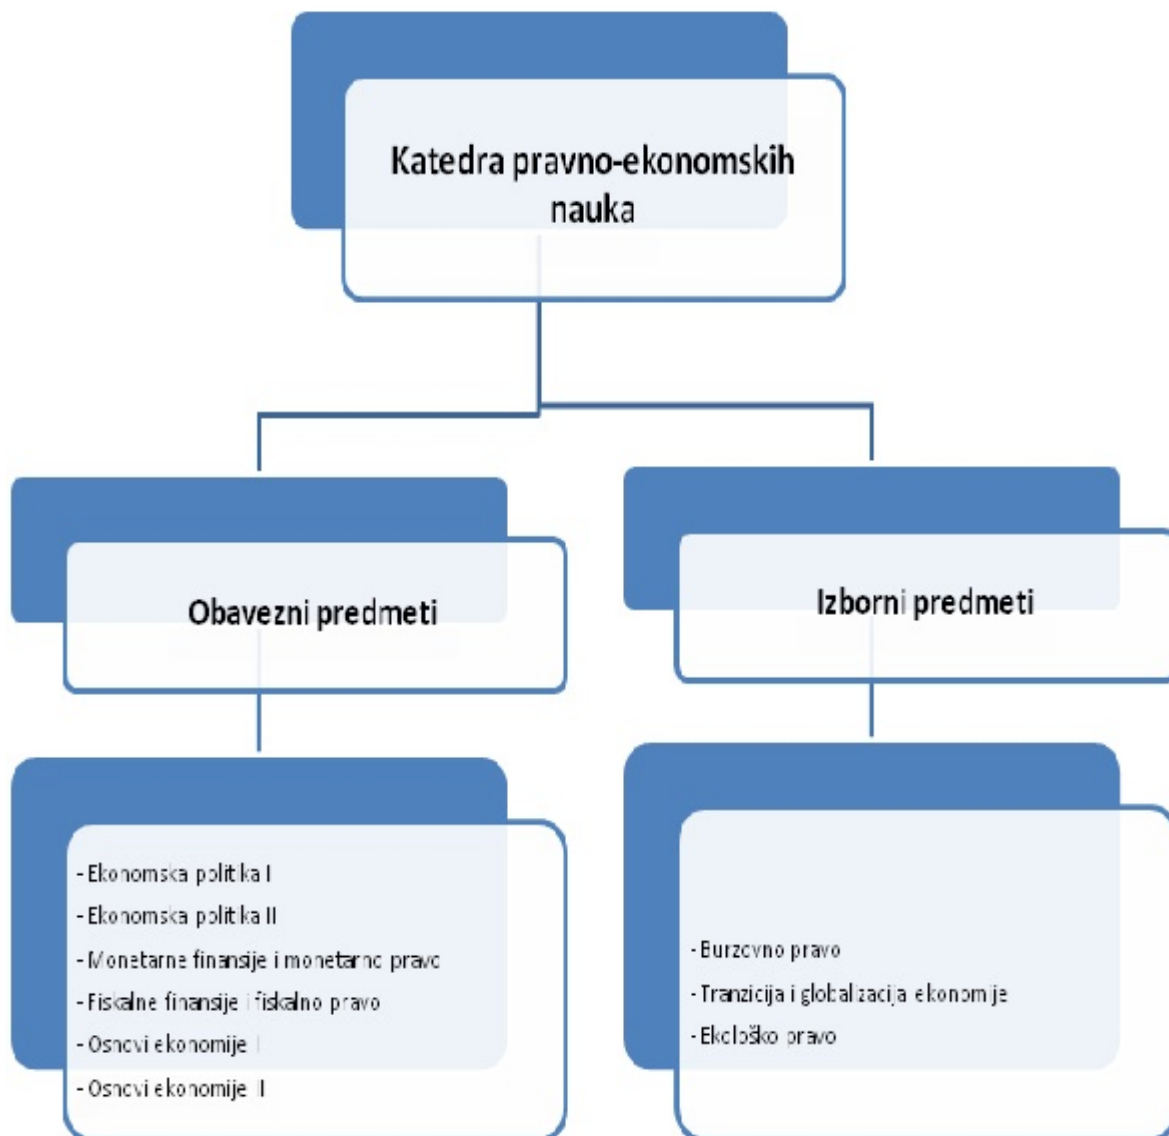 Katedra pravno-ekonomskih
nauka
Obavezni predmeti
Izborni predmeti
- Ekonomska politika I
- Ekonomska politika II
- Monetarne finansije i monetarno pravo
- Fiskalne finansije i fiskalno pravo
- Osnovi ekonomije I
- Osnovi ekonomije II
- Burzovno pravo
- Tranzicija i globalizacija ekonomije
- Ekološko pravo